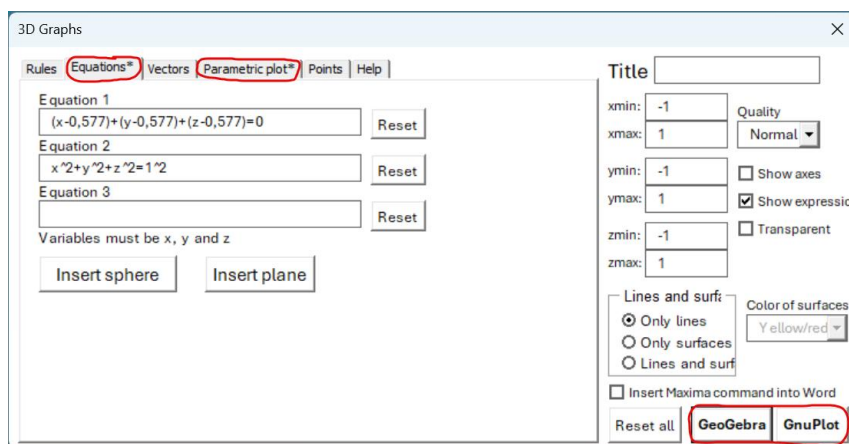 3D Graphs
Rules Equations* Vectors Parametric plot* Points Help
Equation 1
(x-0,577)+(y-0,577)+(z-0,577)=0 Reset
Equation 2
x^2+y^2+z^2=1^2 Reset
Equation 3
Reset
Variables must be x, y and z
Insert sphere Insert plane
Title
xmin: -1 Quality
xmax: 1 Normal
ymin: -1 Show axes
ymax: 1 Show expressio
zmin: -1 Transparent
zmax: 1
Lines and surfa Color of surfaces
Only lines Yellow/red
Only surfaces
Lines and surf
Insert Maxima command into Word
Reset all GeoGebra GnuPlot